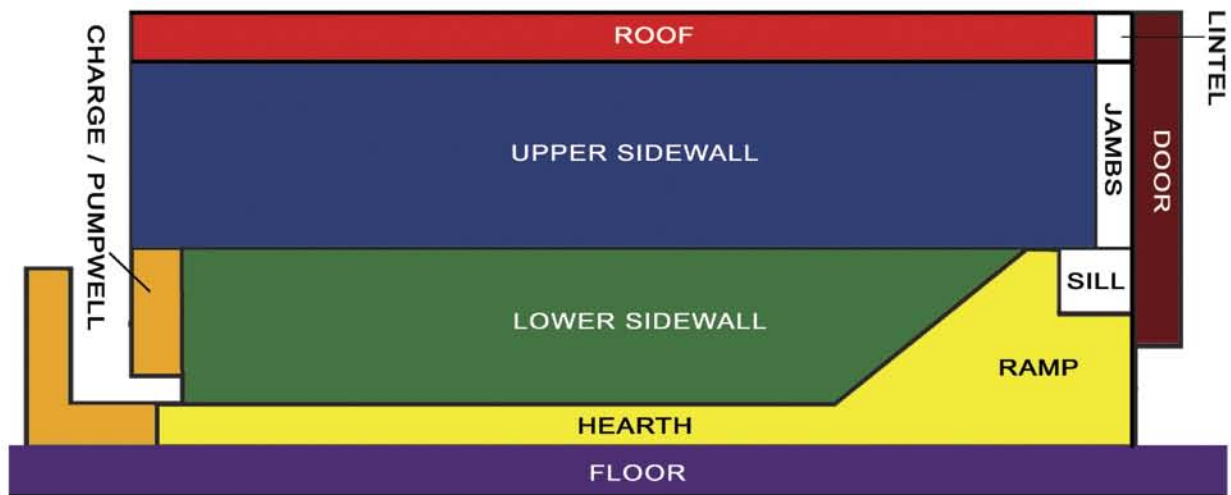 ROOF
LINTEL
CHARGE / PUMPWELL
UPPER SIDEWALL
JAMBS
DOOR
SILL
LOWER SIDEWALL
RAMP
HEARTH
FLOOR